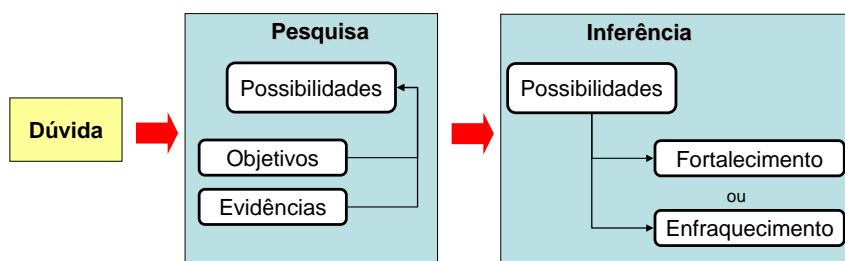 Dúvida
Pesquisa
Possibilidades
Objetivos
Evidências
Inferência
Possibilidades
Fortalecimento
ou
Enfraquecimento